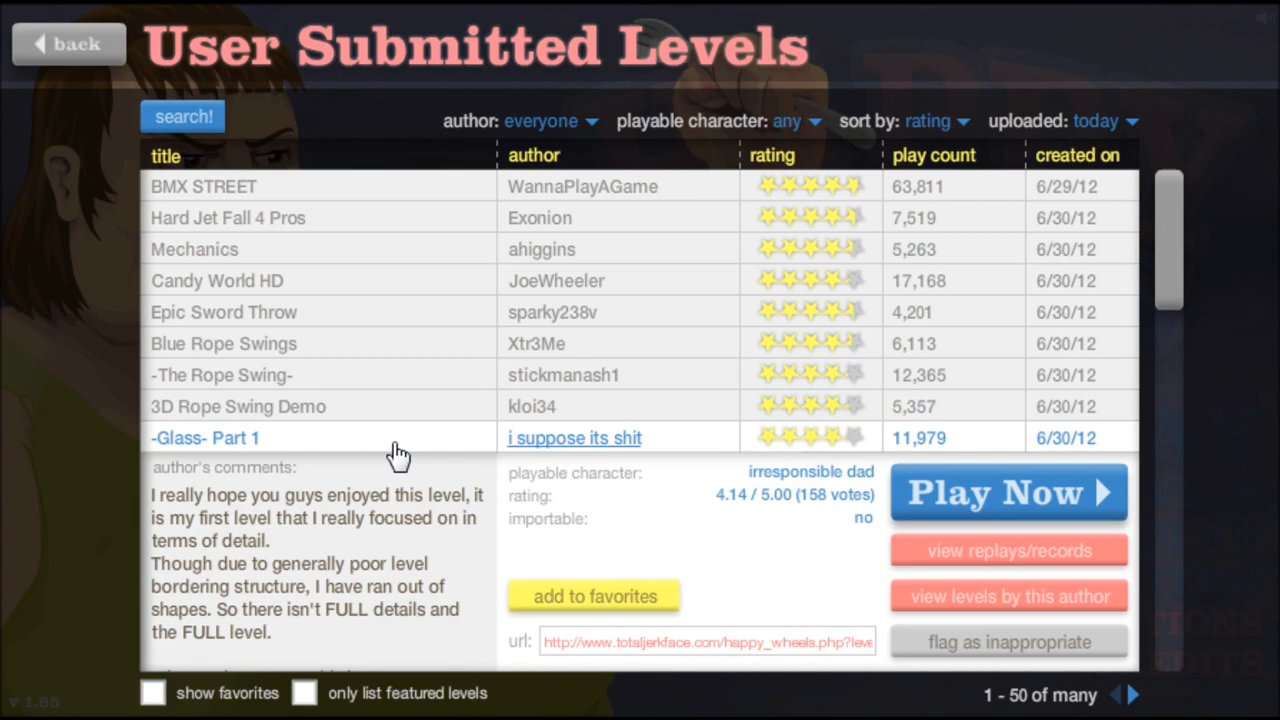 back
User Submitted Levels
search!
author: everyone playable character: any sort by: rating uploaded: today
title author rating play count created on
BMX STREET WannaPlayAGame 63,811 6/29/12
Hard Jet Fall 4 Pros Exonion 7,519 6/30/12
Mechanics ahiggins 5,263 6/30/12
Candy World HD JoeWheeler 17,168 6/30/12
Epic Sword Throw sparky238v 4,201 6/30/12
Blue Rope Swings Xtr3Me 6,113 6/30/12
-The Rope Swing- stickmanash1 12,365 6/30/12
3D Rope Swing Demo kloi34 5,357 6/30/12
-Glass- Part 1 i suppose its shit 11,979 6/30/12
author's comments:
I really hope you guys enjoyed this level, it
is my first level that I really focused on in
terms of detail.
Though due to generally poor level
bordering structure, I have ran out of
shapes. So there isn't FULL details and
the FULL level.
playable character: irresponsible dad
rating: 4.14 / 5.00 (158 votes)
importable: no
add to favorites
url: http://www.totaljerkface.com/happy_wheels.php?leve
Play Now
view replays/records
view levels by this author
flag as inappropriate
show favorites only list featured levels
1 - 50 of many
v 1.65